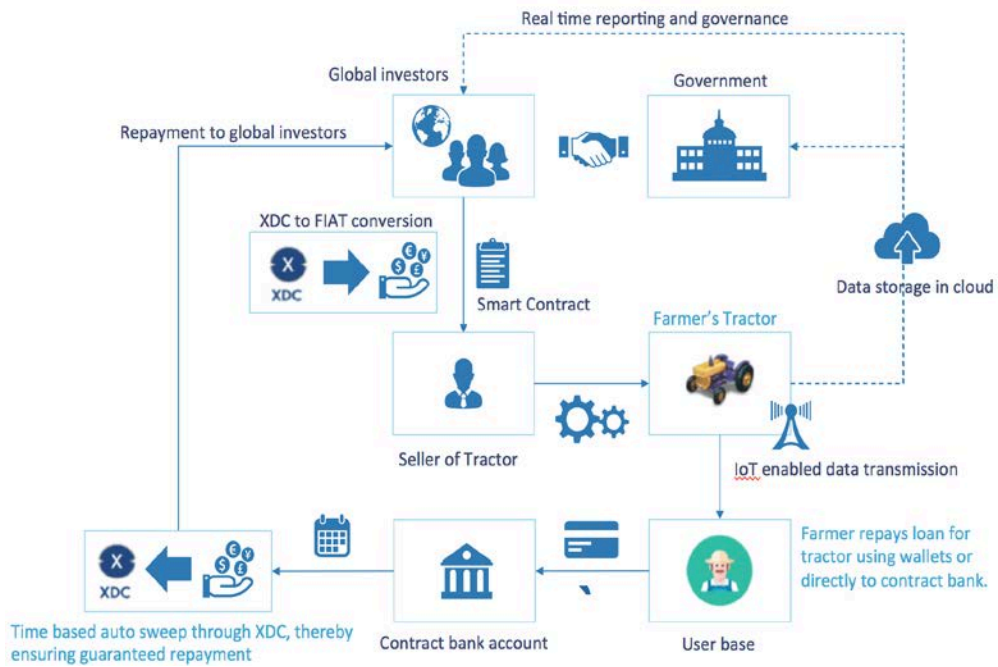 Real time reporting and governance
Global investors
Government
Repayment to global investors
XDC to FIAT conversion
X
XDC
€
¥
$
£
Smart Contract
Data storage in cloud
Farmer's Tractor
Seller of Tractor
IoT enabled data transmission
Farmer repays loan for
tractor using wallets or
directly to contract bank.
X
XDC
€
¥
$
£
Time based auto sweep through XDC, thereby
ensuring guaranteed repayment
Contract bank account
User base